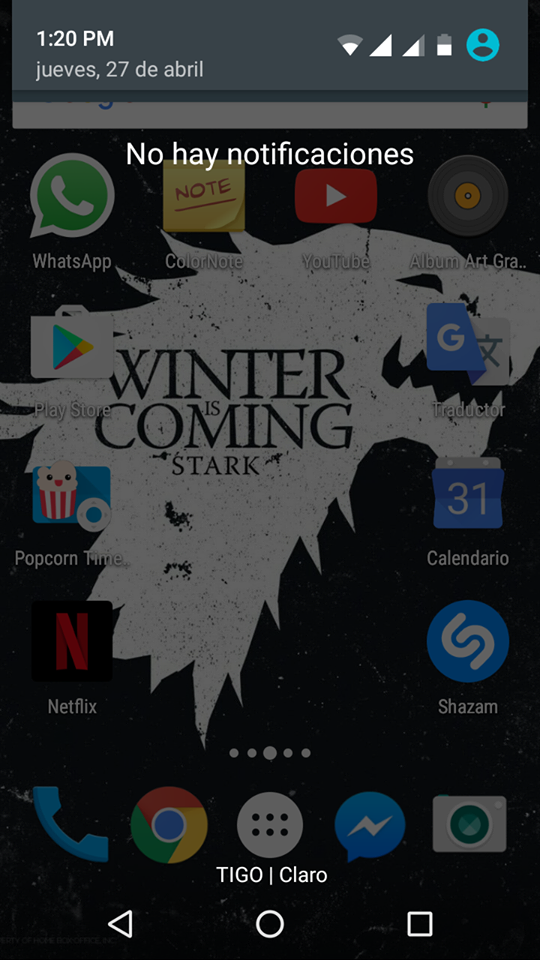 1:20 PM
jueves, 27 de abril
No hay notificaciones
NOTE
WhatsApp
ColorNote
YouTube
Album Art Gra..
WINTER
IS
COMING
STARK
G
文
Play Store
Traductor
31
Popcorn Time..
Calendario
N
Netflix
Shazam
TIGO | Claro